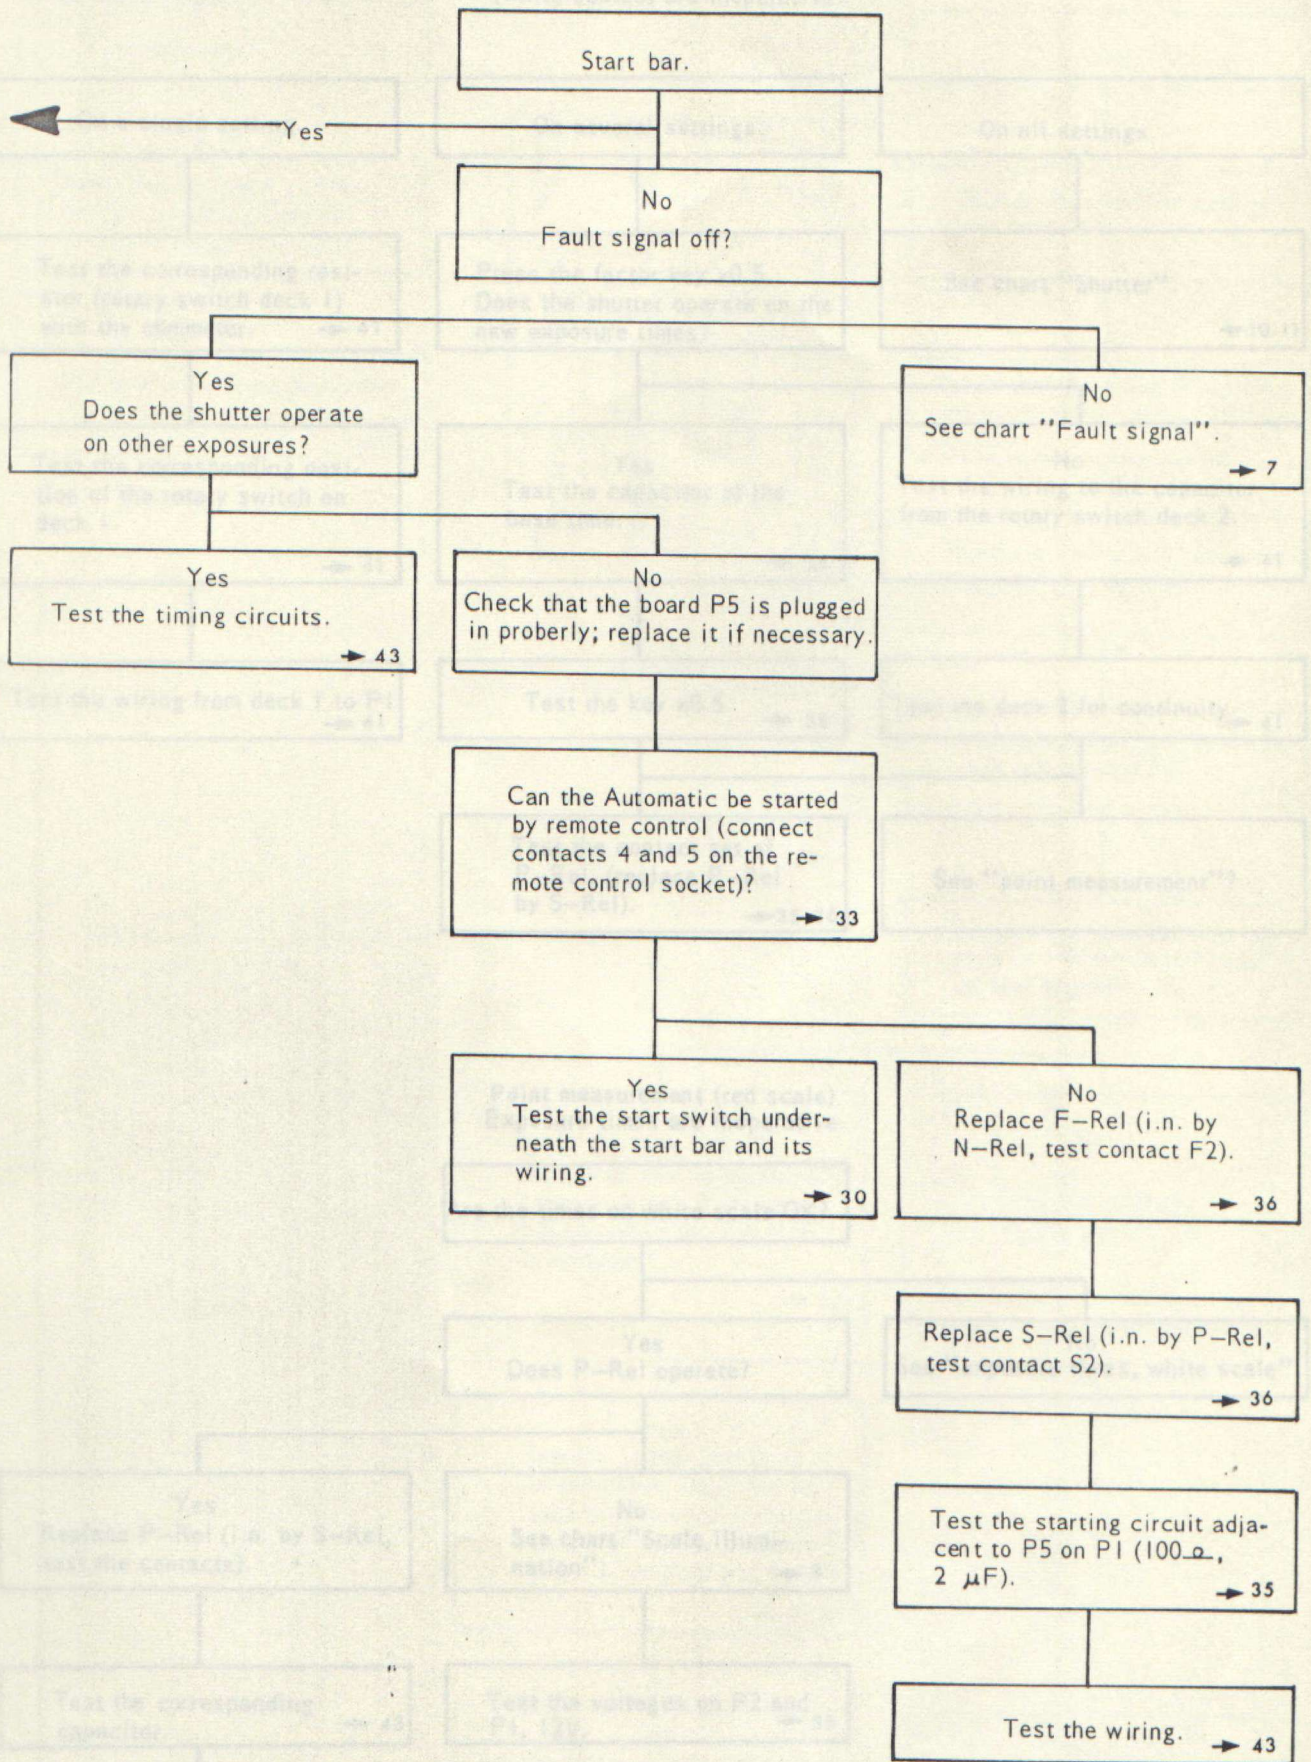 Start bar.
Yes
No
Fault signal off?
Yes
Does the shutter operate
on other exposures?
No
See chart "Fault signal".
→ 7
Yes
Test the timing circuits.
→ 43
No
Check that the board P5 is plugged
in proberly; replace it if necessary.
Can the Automatic be started
by remote control (connect
contacts 4 and 5 on the re-
mote control socket)?
→ 33
Yes
Test the start switch under-
neath the start bar and its
wiring.
→ 30
No
Replace F–Rel (i.n. by
N–Rel, test contact F2).
→ 36
Replace S–Rel (i.n. by P–Rel,
test contact S2).
→ 36
Test the starting circuit adja-
cent to P5 on P1 (100Ω,
2 μF).
→ 35
Test the wiring. → 43